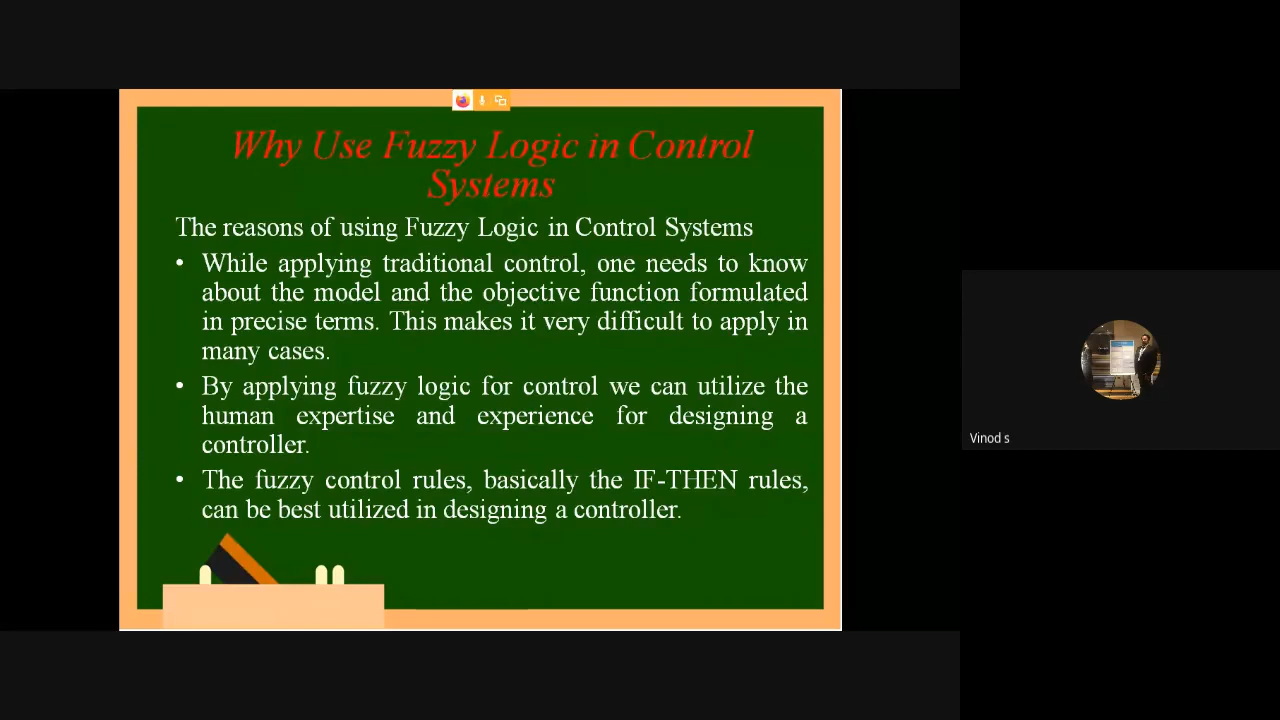 Why Use Fuzzy Logic in Control
Systems
The reasons of using Fuzzy Logic in Control Systems
• While applying traditional control, one needs to know
about the model and the objective function formulated
in precise terms. This makes it very difficult to apply in
many cases.
• By applying fuzzy logic for control we can utilize the
human expertise and experience for designing a
controller.
• The fuzzy control rules, basically the IF-THEN rules,
can be best utilized in designing a controller.
Vinod s